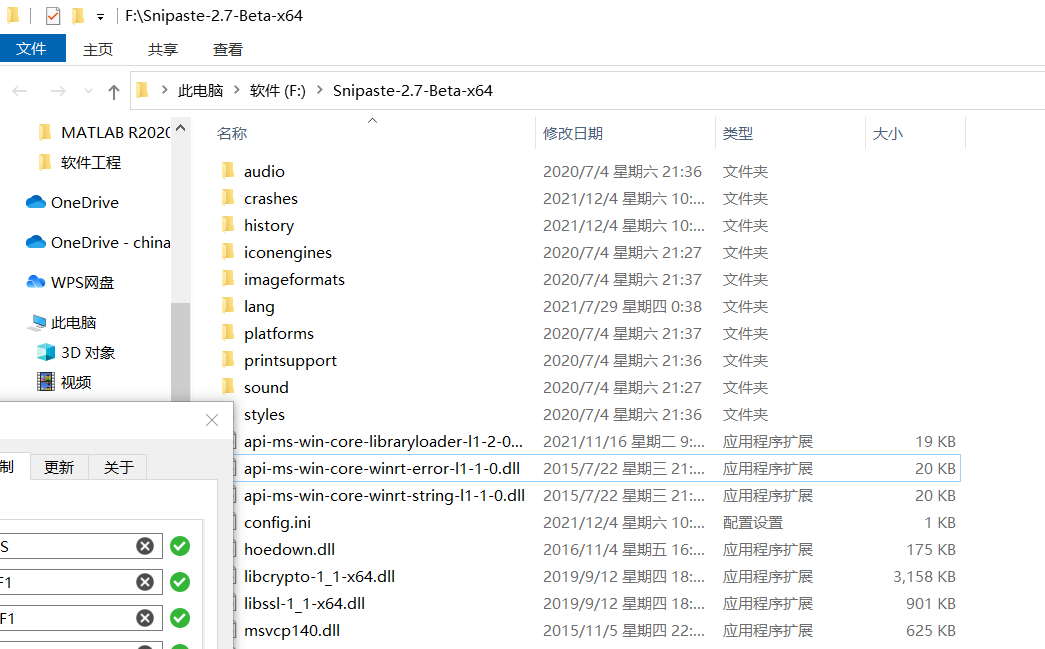 F:\Snipaste-2.7-Beta-x64
文件 主页 共享 查看
此电脑 软件 (F:) Snipaste-2.7-Beta-x64
名称 修改日期 类型 大小
MATLAB R2020
软件工程
OneDrive
OneDrive - china
WPS网盘
此电脑
3D 对象
视频
audio 2020/7/4 星期六 21:36 文件夹
crashes 2021/12/4 星期六 10:... 文件夹
history 2021/12/4 星期六 10:... 文件夹
iconengines 2020/7/4 星期六 21:27 文件夹
imageformats 2020/7/4 星期六 21:37 文件夹
lang 2021/7/29 星期四 0:38 文件夹
platforms 2020/7/4 星期六 21:37 文件夹
printsupport 2020/7/4 星期六 21:36 文件夹
sound 2020/7/4 星期六 21:27 文件夹
styles 2020/7/4 星期六 21:36 文件夹
api-ms-win-core-libraryloader-l1-2-0... 2021/11/16 星期二 9:... 应用程序扩展 19 KB
api-ms-win-core-winrt-error-l1-1-0.dll 2015/7/22 星期三 21:... 应用程序扩展 20 KB
api-ms-win-core-winrt-string-l1-1-0.dll 2015/7/22 星期三 21:... 应用程序扩展 20 KB
config.ini 2021/12/4 星期六 10:... 配置设置 1 KB
hoedown.dll 2016/11/4 星期五 16:... 应用程序扩展 175 KB
libcrypto-1_1-x64.dll 2019/9/12 星期四 18:... 应用程序扩展 3,158 KB
libssl-1_1-x64.dll 2019/9/12 星期四 18:... 应用程序扩展 901 KB
msvcp140.dll 2015/11/5 星期四 22:... 应用程序扩展 625 KB
制 更新 关于
S
F1
F1